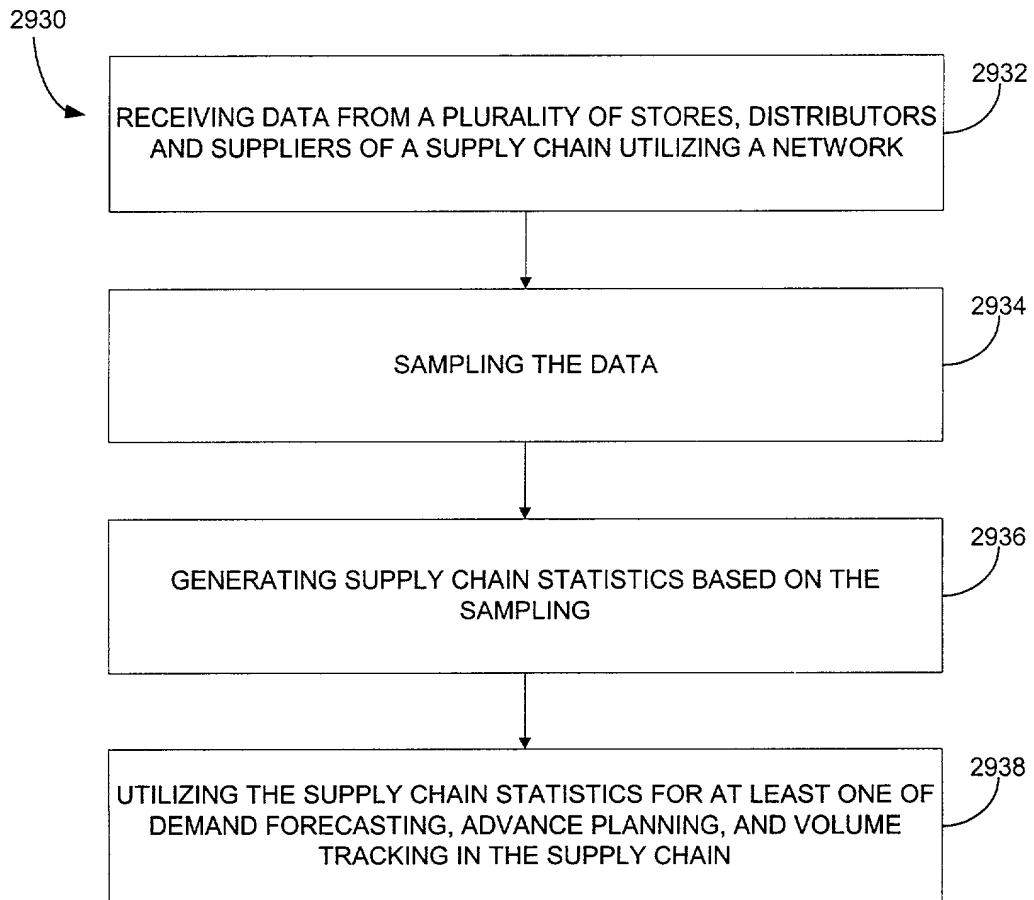 2930
2932
RECEIVING DATA FROM A PLURALITY OF STORES, DISTRIBUTORS
AND SUPPLIERS OF A SUPPLY CHAIN UTILIZING A NETWORK
2934
SAMPLING THE DATA
2936
GENERATING SUPPLY CHAIN STATISTICS BASED ON THE
SAMPLING
2938
UTILIZING THE SUPPLY CHAIN STATISTICS FOR AT LEAST ONE OF
DEMAND FORECASTING, ADVANCE PLANNING, AND VOLUME
TRACKING IN THE SUPPLY CHAIN